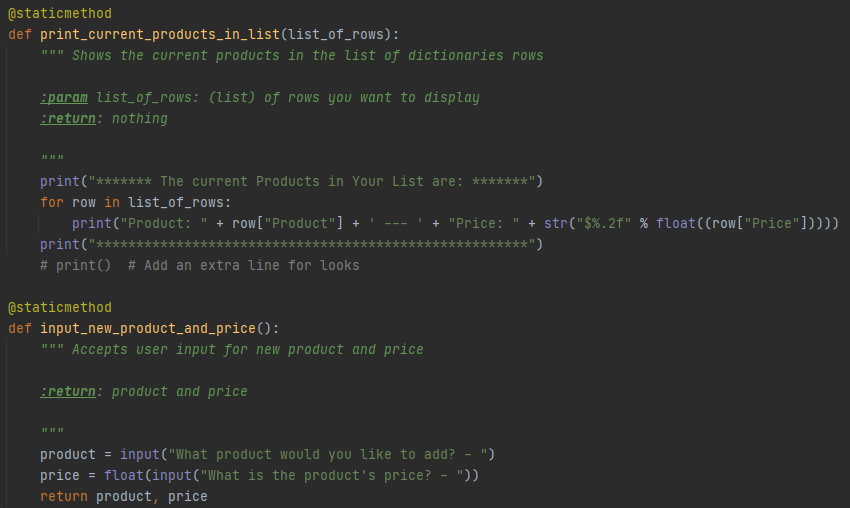 @staticmethod
def print_current_products_in_list(list_of_rows):
    """ Shows the current products in the list of dictionaries rows

    :param list_of_rows: (list) of rows you want to display
    :return: nothing

    """
    print("******* The current Products in Your List are: *******")
    for row in list_of_rows:
        print("Product: " + row["Product"] + ' --- ' + "Price: " + str("$%.2f" % float((row["Price"]))))
    print("******************************************************")
    # print()  # Add an extra line for looks

@staticmethod
def input_new_product_and_price():
    """ Accepts user input for new product and price

    :return: product and price

    """
    product = input("What product would you like to add? - ")
    price = float(input("What is the product's price? - "))
    return product, price